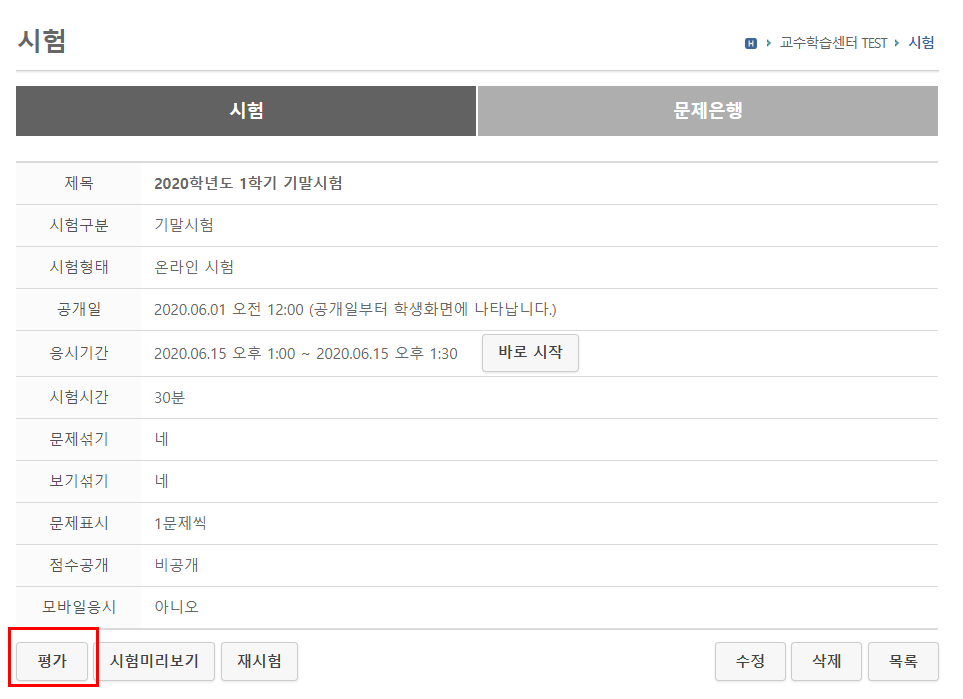 시험
H > 교수학습센터 TEST > 시험
시험 문제은행
제목 2020학년도 1학기 기말시험
시험구분 기말시험
시험형태 온라인 시험
공개일 2020.06.01 오전 12:00 (공개일부터 학생화면에 나타납니다.)
응시기간 2020.06.15 오후 1:00 ~ 2020.06.15 오후 1:30 바로 시작
시험시간 30분
문제섞기 네
보기섞기 네
문제표시 1문제씩
점수공개 비공개
모바일응시 아니오
평가 시험미리보기 재시험 수정 삭제 목록